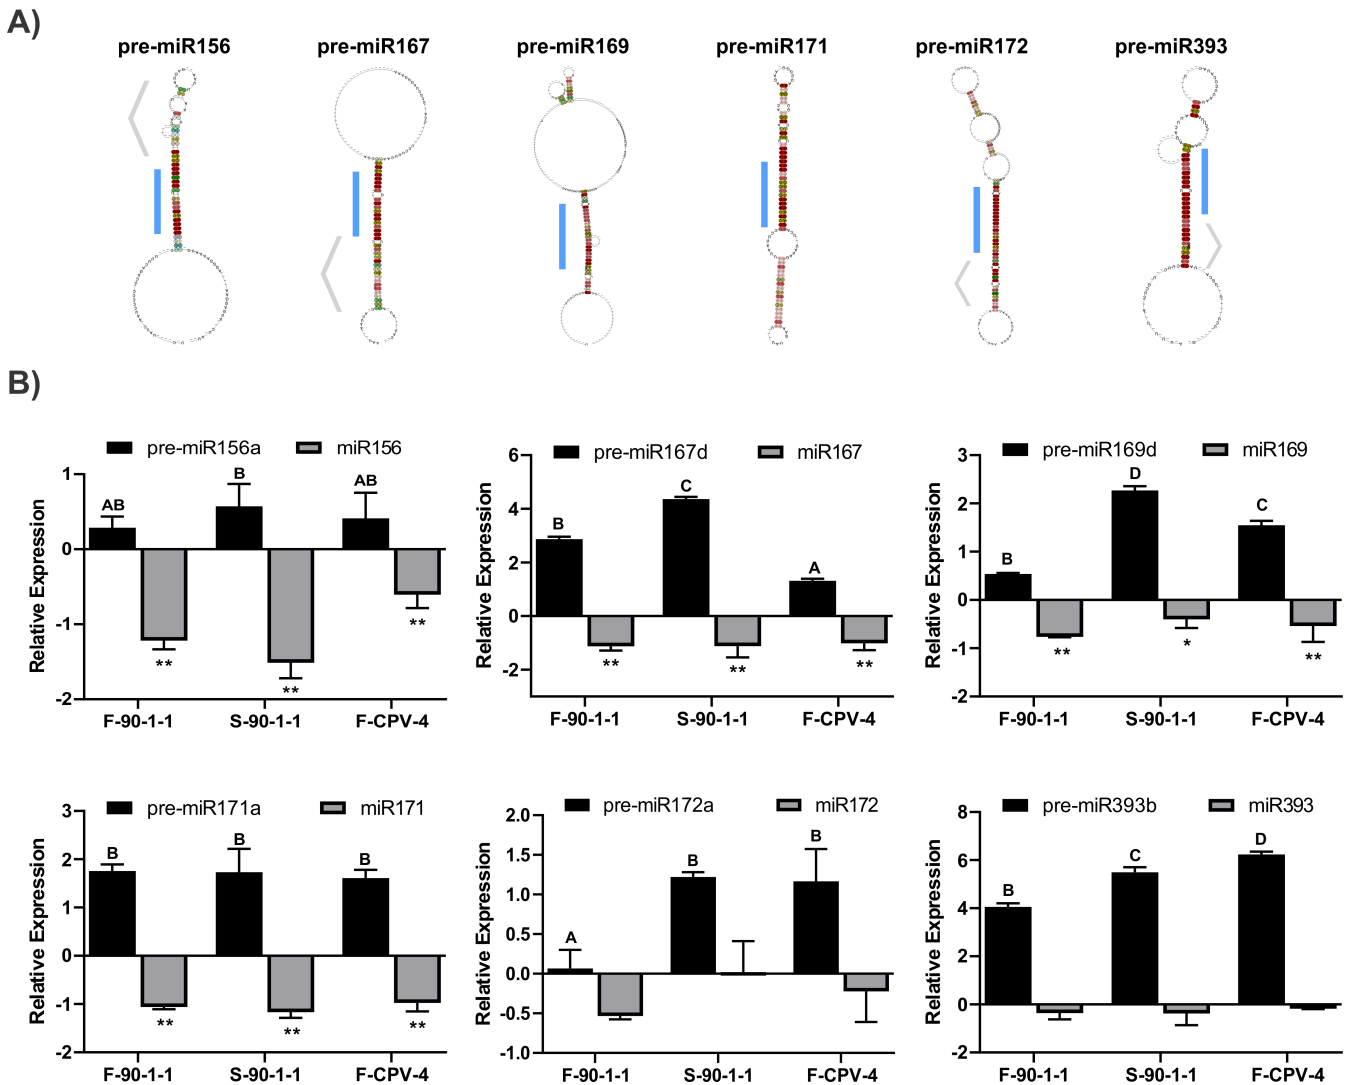 A)
pre-miR156 pre-miR167 pre-miR169 pre-miR171 pre-miR172 pre-miR393
B)
pre-miR156a miR156
Relative Expression
1
0
-1
-2
AB B AB
** ** **
F-90-1-1 S-90-1-1 F-CPV-4
pre-miR167d miR167
Relative Expression
6
4
2
0
-2
B C A
** ** **
F-90-1-1 S-90-1-1 F-CPV-4
pre-miR169d miR169
Relative Expression
3
2
1
0
-1
-2
B D C
** * **
F-90-1-1 S-90-1-1 F-CPV-4
pre-miR171a miR171
Relative Expression
3
2
1
0
-1
-2
B B B
** ** **
F-90-1-1 S-90-1-1 F-CPV-4
pre-miR172a miR172
Relative Expression
2.0
1.5
1.0
0.5
0.0
-0.5
-1.0
A B B
F-90-1-1 S-90-1-1 F-CPV-4
pre-miR393b miR393
Relative Expression
8
6
4
2
0
-2
B C D
F-90-1-1 S-90-1-1 F-CPV-4